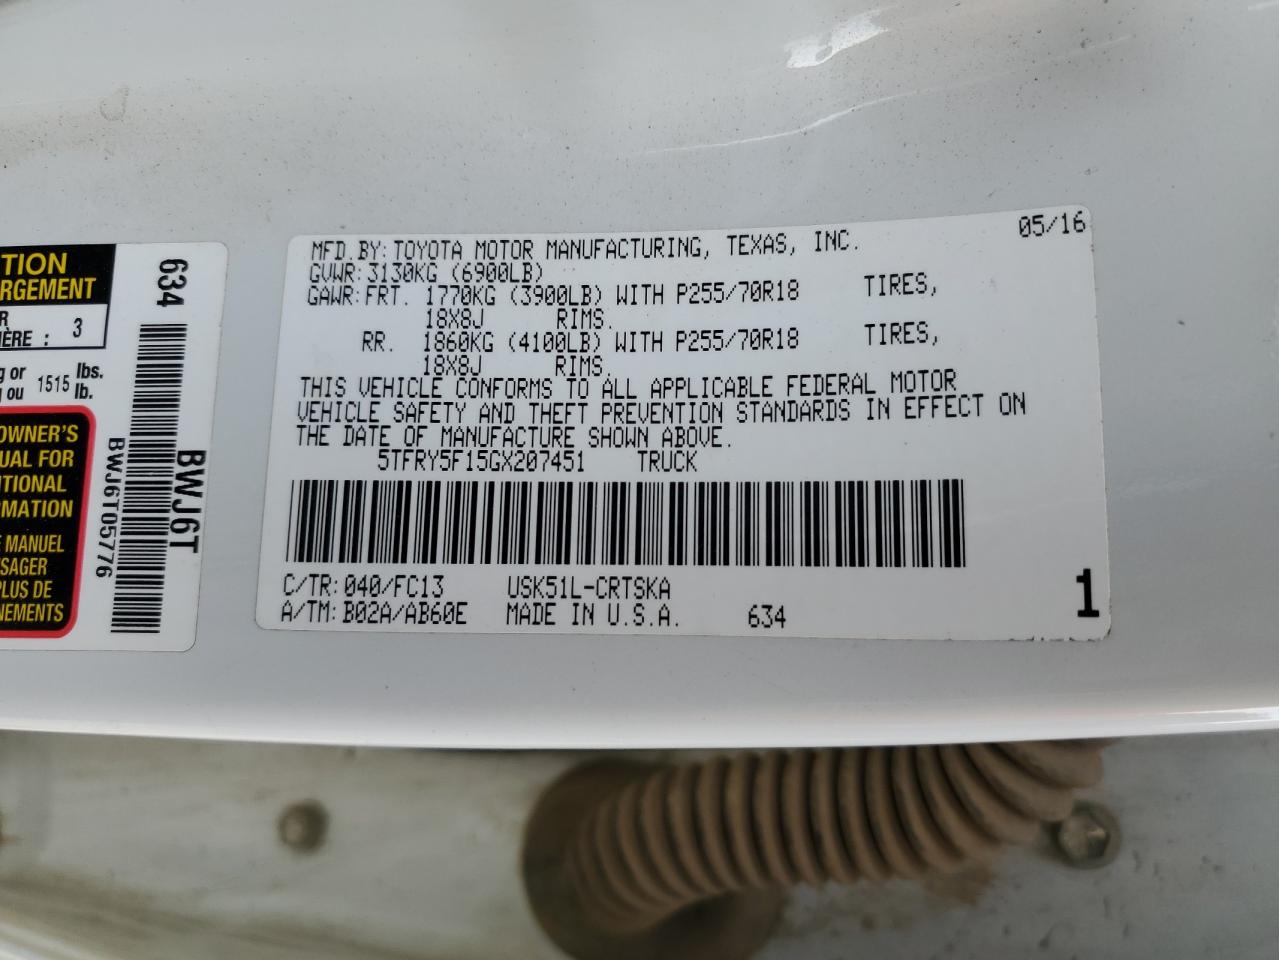 TION
RGEMENT
R
IÈRE : 3
g or
ou 1515 lbs.
lb.
OWNER'S
UAL FOR
ITIONAL
RMATION
E MANUEL
SAGER
PLUS DE
NEMENTS
634
BWJ6T
BWJ6T05776
05/16
MFD.BY:TOYOTA MOTOR MANUFACTURING, TEXAS, INC.
GVWR:3130KG (6900LB)
GAWR:FRT. 1770KG (3900LB) WITH P255/70R18 TIRES,
18X8J RIMS.
RR. 1860KG (4100LB) WITH P255/70R18 TIRES,
18X8J RIMS.
THIS VEHICLE CONFORMS TO ALL APPLICABLE FEDERAL MOTOR
VEHICLE SAFETY AND THEFT PREVENTION STANDARDS IN EFFECT ON
THE DATE OF MANUFACTURE SHOWN ABOVE.
5TFRY5F15GX207451 TRUCK
C/TR:040/FC13 USK51L-CRTSKA
A/TM:B02A/AB60E MADE IN U.S.A. 634
1